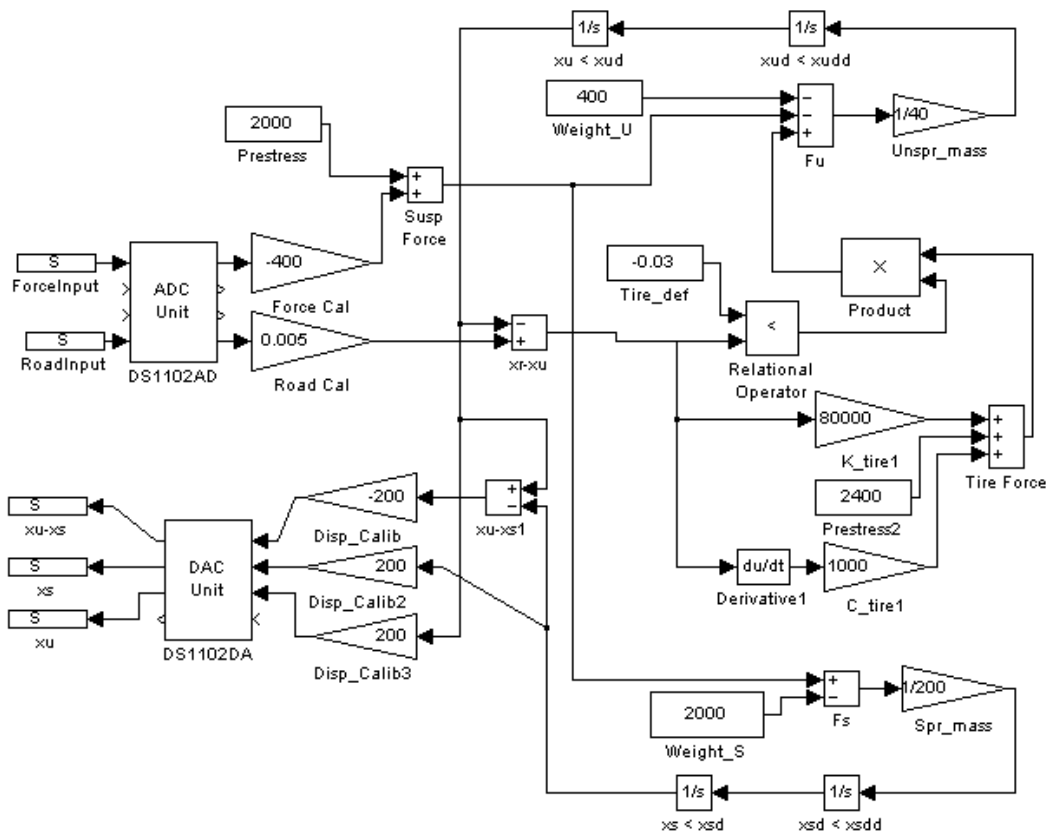 1/s
1/s
xu < xud
xud < xudd
400
Weight_U
−
−
+
Fu
1/40
Unspr_mass
2000
Prestress
+
+
Susp
Force
S
ForceInput
S
RoadInput
ADC
Unit
DS1102AD
-400
Force Cal
0.005
Road Cal
-0.03
Tire_def
×
Product
−
+
xr-xu
<
Relational
Operator
80000
K_tire1
2400
Prestress2
+
+
+
Tire Force
du/dt
Derivative1
1000
C_tire1
S
xu-xs
S
xs
S
xu
DAC
Unit
DS1102DA
-200
Disp_Calib
200
Disp_Calib2
200
Disp_Calib3
+
−
xu-xs1
2000
Weight_S
+
−
Fs
1/200
Spr_mass
1/s
xs < xsd
1/s
xsd < xsdd